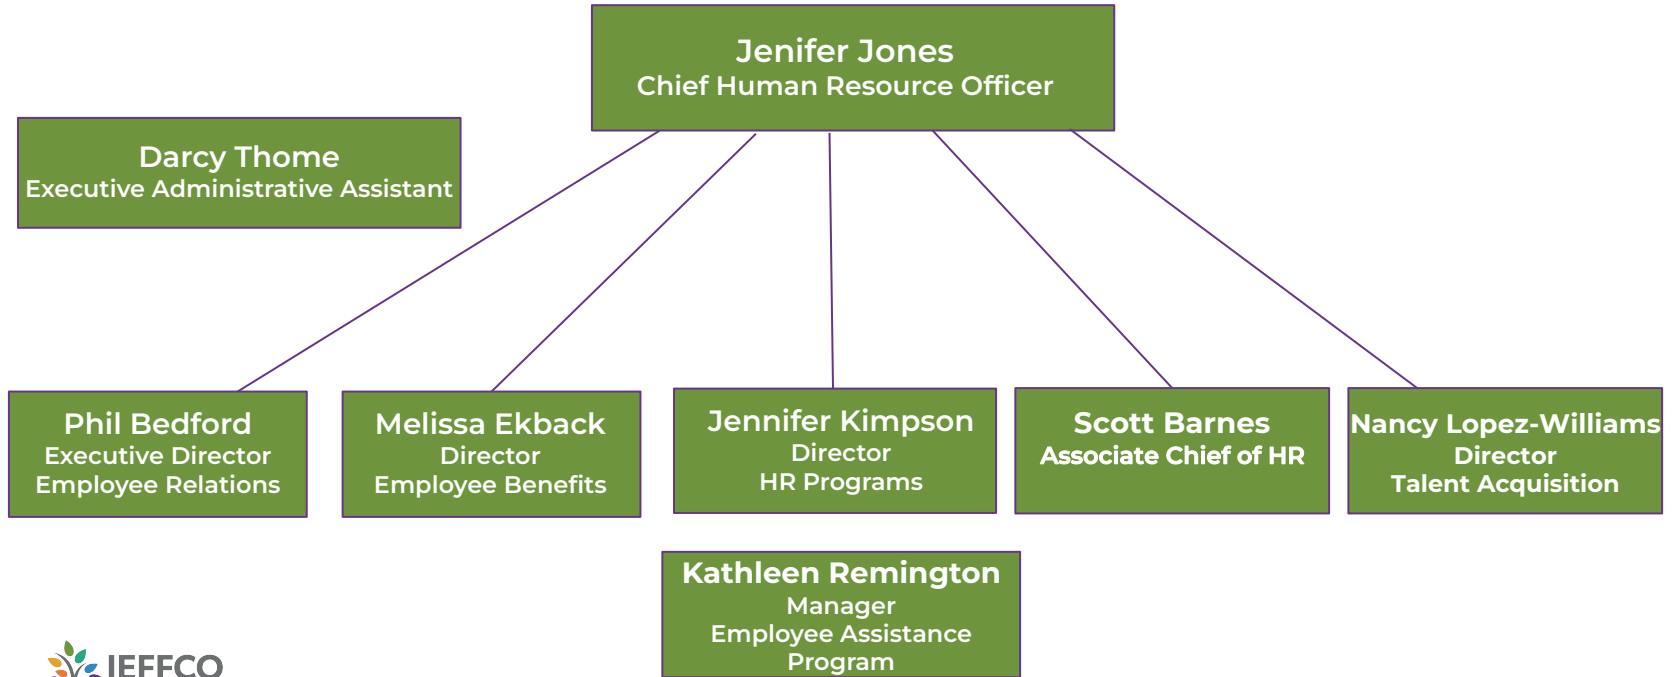 Jenifer Jones
Chief Human Resource Officer
Darcy Thome
Executive Administrative Assistant
Phil Bedford
Executive Director
Employee Relations
Melissa Ekback
Director
Employee Benefits
Jennifer Kimpson
Director
HR Programs
Scott Barnes
Associate Chief of HR
Nancy Lopez-Williams
Director
Talent Acquisition
Kathleen Remington
Manager
Employee Assistance
Program
JEFFCO